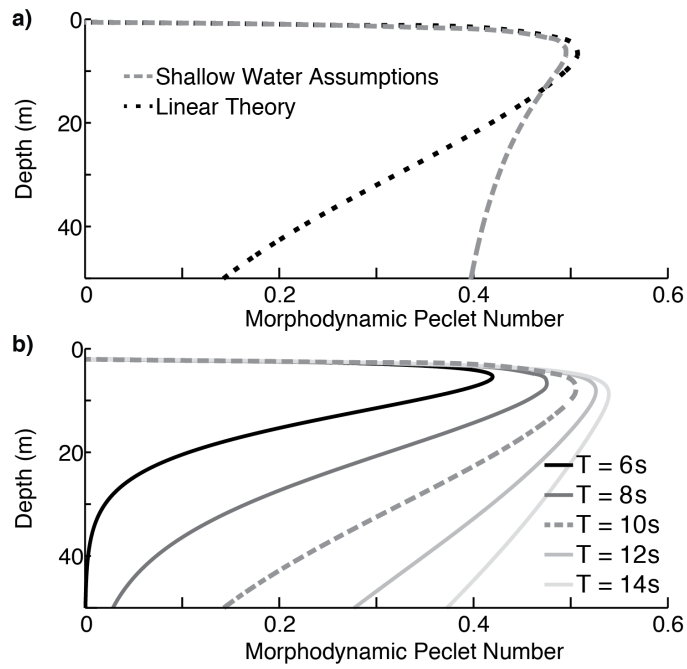 a)
0
Shallow Water Assumptions
Linear Theory
20
40
Depth (m)
0 0.2 0.4 0.6
Morphodynamic Peclet Number
b)
0
20
40
Depth (m)
T = 6s
T = 8s
T = 10s
T = 12s
T = 14s
0 0.2 0.4 0.6
Morphodynamic Peclet Number